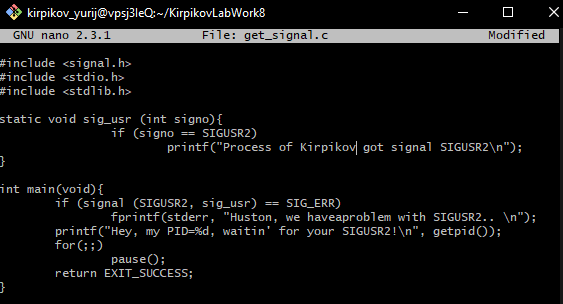 kirpikov_yurij@vpsj3leQ:~/KirpikovLabWork8
GNU nano 2.3.1 File: get_signal.c Modified
#include <signal.h>
#include <stdio.h>
#include <stdlib.h>
static void sig_usr (int signo){
if (signo == SIGUSR2)
printf("Process of Kirpikov got signal SIGUSR2\n");
}
int main(void){
if (signal (SIGUSR2, sig_usr) == SIG_ERR)
fprintf(stderr, "Huston, we haveaproblem with SIGUSR2.. \n");
printf("Hey, my PID=%d, waitin' for your SIGUSR2!\n", getpid());
for(;;)
pause();
return EXIT_SUCCESS;
}